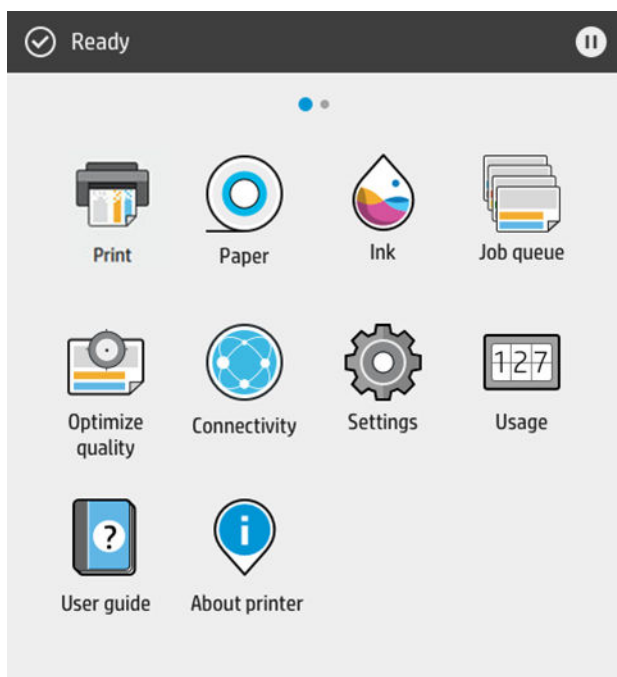 Ready
Print
Paper
Ink
Job queue
Optimize
quality
Connectivity
Settings
127
Usage
?
User guide
i
About printer